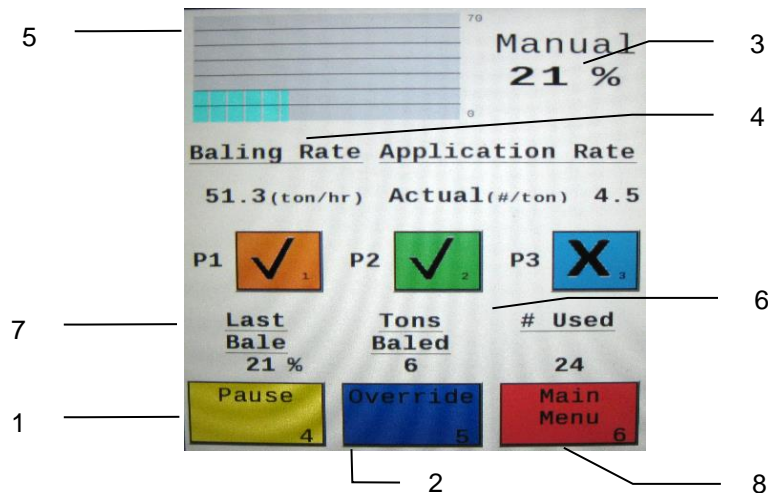 70
5
Manual
3
21 %
0
4
Baling Rate Application Rate
51.3(ton/hr) Actual(#/ton) 4.5
P1 1 P2 2 P3 X 3
6
7
Last Bale
Tons Baled
# Used
21 %
6
24
1
Pause 4
Override 5
Main Menu 6
2
8